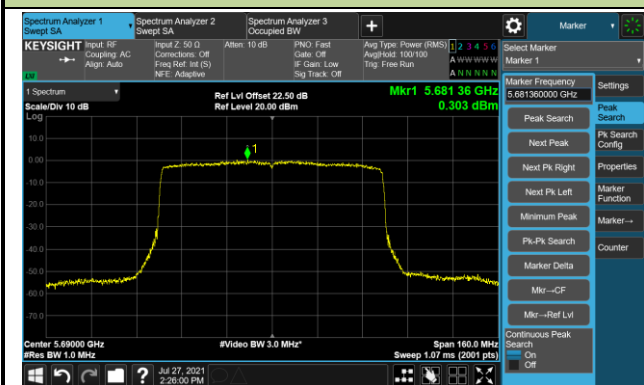 Spectrum Analyzer 1
Swept SA
Spectrum Analyzer 2
Swept SA
Spectrum Analyzer 3
Occupied BW
+
Marker
KEYSIGHT
Input: RF
Coupling: AC
Align: Auto
Input Z: 50 Ω
Corrections: Off
Freq Ref: Int (S)
NFE: Adaptive
Atten: 10 dB
PNO: Fast
Gate: Off
IF Gain: Low
Sig Track: Off
Avg Type: Power (RMS)
Avg|Hold: 100/100
Trig: Free Run
1 2 3 4 5 6
A W W W W W
A N N N N N
Select Marker
Marker 1
1 Spectrum
Scale/Div 10 dB
Log
Ref Lvl Offset 22.50 dB
Ref Level 20.00 dBm
Mkr1 5.681 36 GHz
0.303 dBm
10.0
0.00
-10.0
-20.0
-30.0
-40.0
-50.0
-60.0
-70.0
1
Center 5.69000 GHz
#Res BW 1.0 MHz
#Video BW 3.0 MHz*
Span 160.0 MHz
Sweep 1.07 ms (2001 pts)
Marker Frequency
5.681360000 GHz
Peak Search
Next Peak
Next Pk Right
Next Pk Left
Minimum Peak
Pk-Pk Search
Marker Delta
Mkr→CF
Mkr→Ref Lvl
Continuous Peak
Search
On
Off
Settings
Peak
Search
Pk Search
Config
Properties
Marker
Function
Marker→
Counter
?
Jul 27, 2021
2:26:00 PM